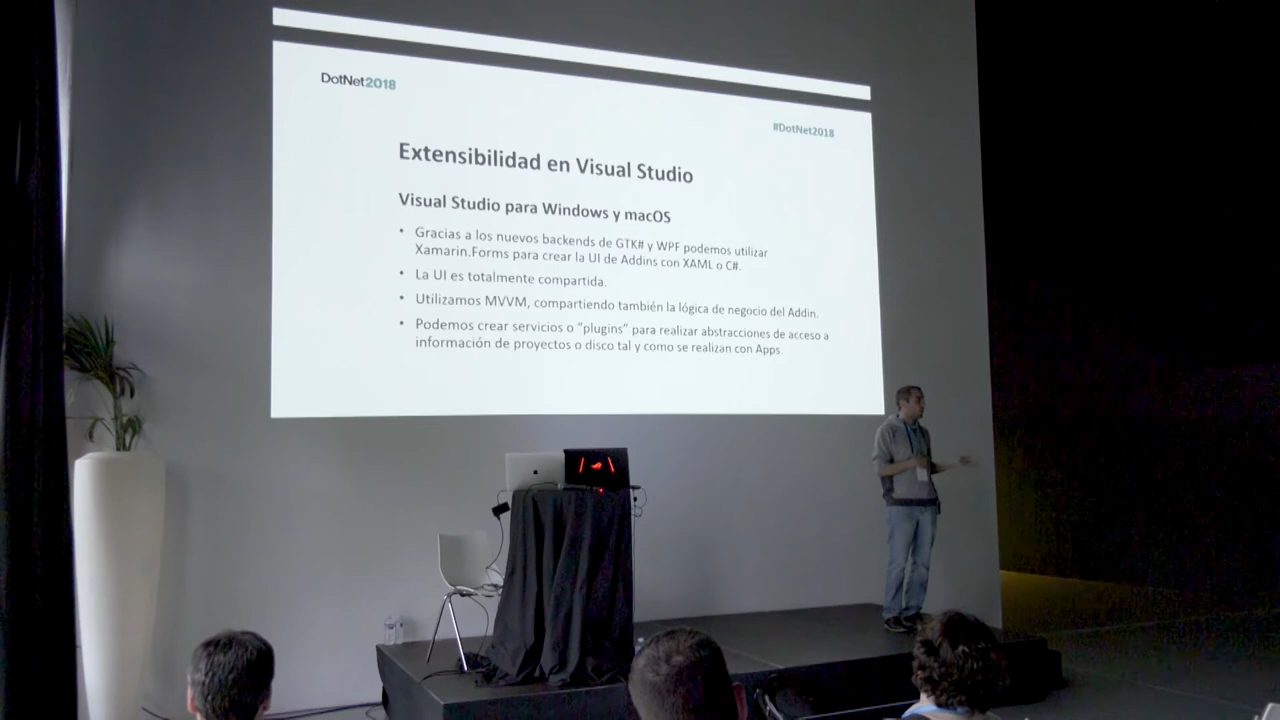 DotNet2018
#DotNet2018
Extensibilidad en Visual Studio
Visual Studio para Windows y macOS
• Gracias a los nuevos backends de GTK# y WPF podemos utilizar
Xamarin.Forms para crear la UI de Addins con XAML o C#.
• La UI es totalmente compartida.
• Utilizamos MVVM, compartiendo también la lógica de negocio del Addin.
• Podemos crear servicios o "plugins" para realizar abstracciones de acceso a
información de proyectos o disco tal y como se realizan con Apps.